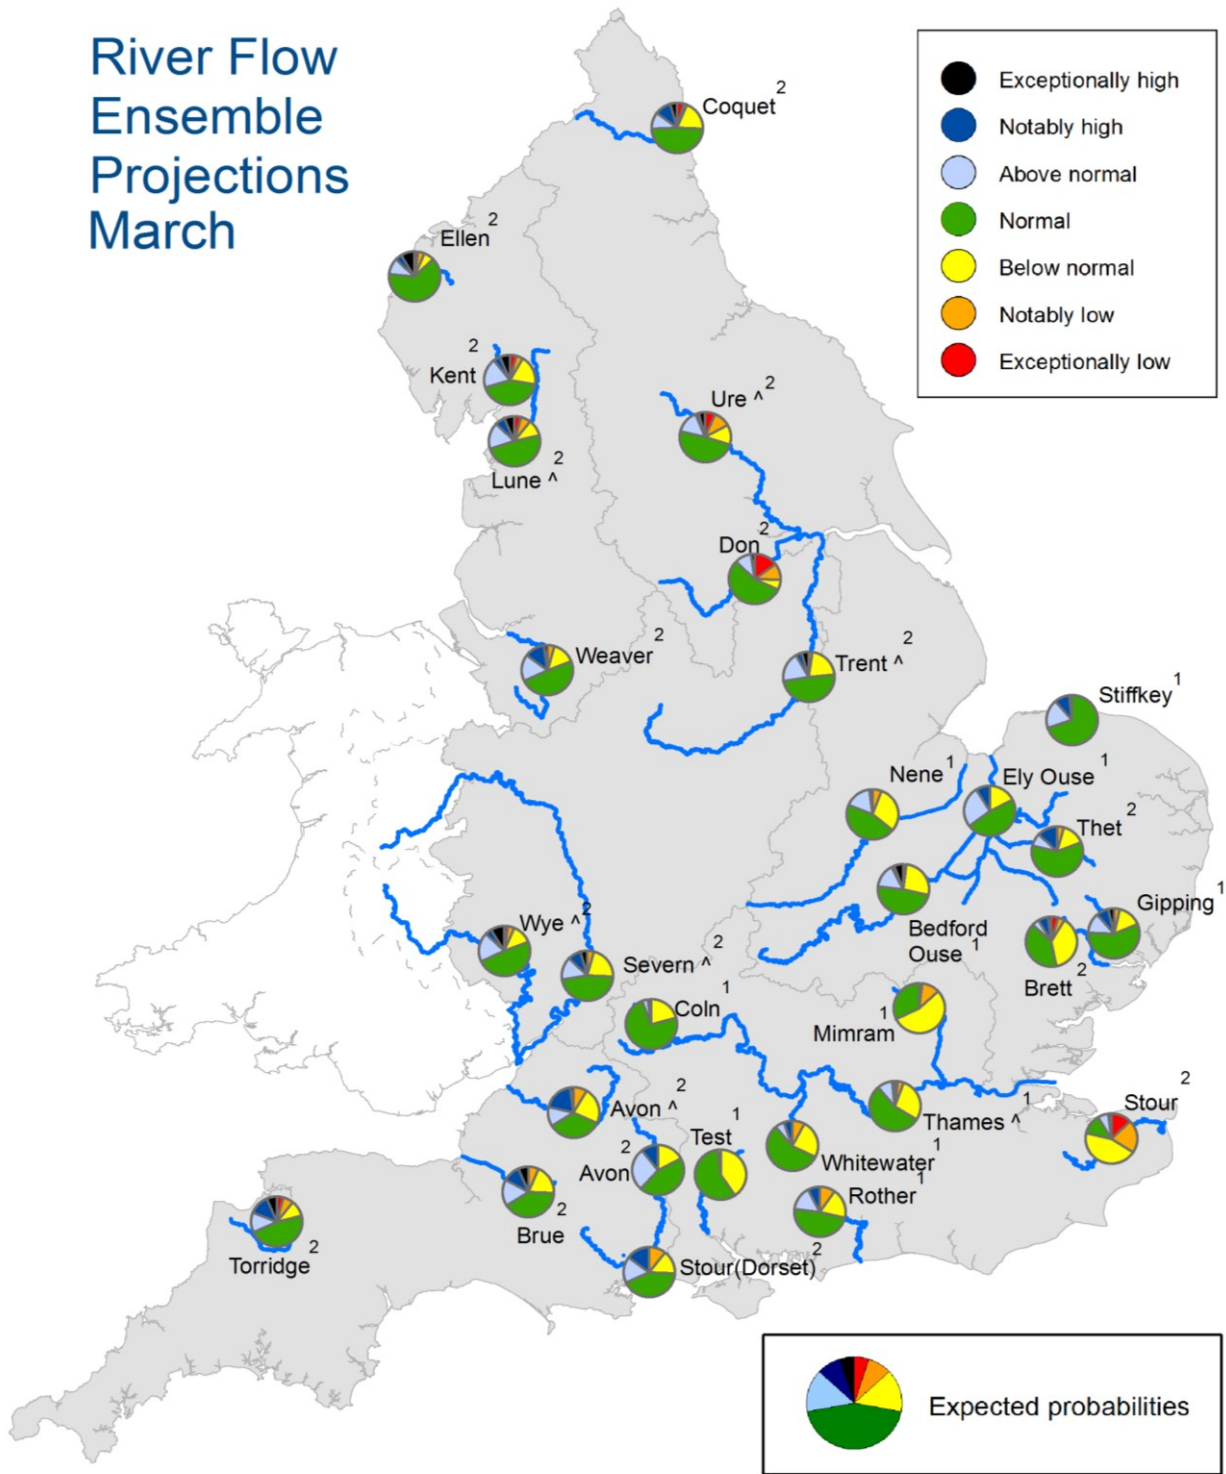 River Flow
Ensemble
Projections
March
Exceptionally high
Notably high
Above normal
Normal
Below normal
Notably low
Exceptionally low
Coquet 2
Ellen 2
Kent 2
Lune ^ 2
Ure ^ 2
Don 2
Weaver 2
Trent ^ 2
Stiffkey 1
Nene 1
Ely Ouse 1
Thet 2
Gipping 1
Bedford
Ouse 1
Brett 2
Wye ^ 2
Severn ^ 2
Coln 1
Mimram 1
Avon ^ 2
Test 1
Thames ^ 1
Stour 2
Avon 2
Whitewater 1
Rother 1
Brue 2
Torridge 2
Stour(Dorset) 2
Expected probabilities